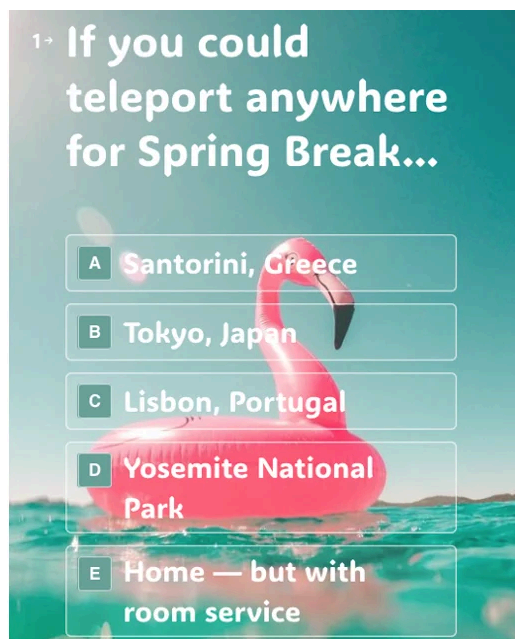 1→ If you could
teleport anywhere
for Spring Break...
A Santorini, Greece
B Tokyo, Japan
C Lisbon, Portugal
D Yosemite National
Park
E Home — but with
room service